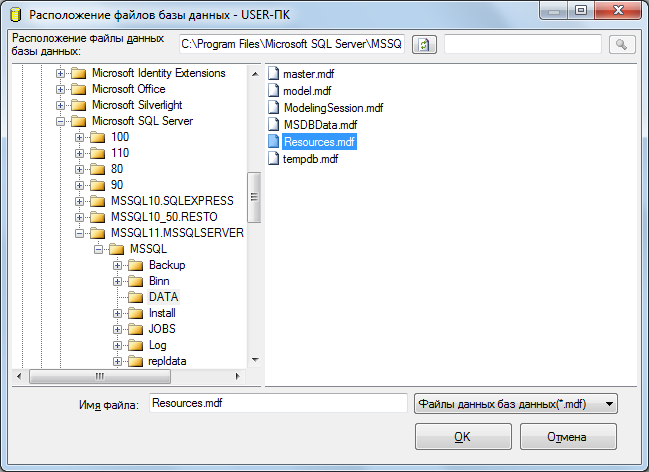 Расположение файлов базы данных - USER-ПК
Расположение файлы данных
базы данных:
C:\Program Files\Microsoft SQL Server\MSSQ
Microsoft Identity Extensions
Microsoft Office
Microsoft Silverlight
Microsoft SQL Server
100
110
80
90
MSSQL10.SQLEXPRESS
MSSQL10_50.RESTO
MSSQL11.MSSQLSERVER
MSSQL
Backup
Binn
DATA
Install
JOBS
Log
repldata
master.mdf
model.mdf
ModelingSession.mdf
MSDBData.mdf
Resources.mdf
tempdb.mdf
Имя файла:
Resources.mdf
Файлы данных баз данных(*.mdf)
OK
Отмена